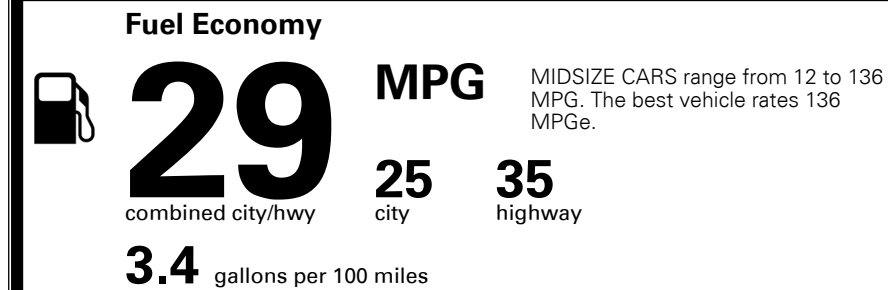 Fuel Economy
29
MPG
MIDSIZE CARS range from 12 to 136
MPG. The best vehicle rates 136
MPGe.
combined city/hwy
25
city
35
highway
3.4 gallons per 100 miles